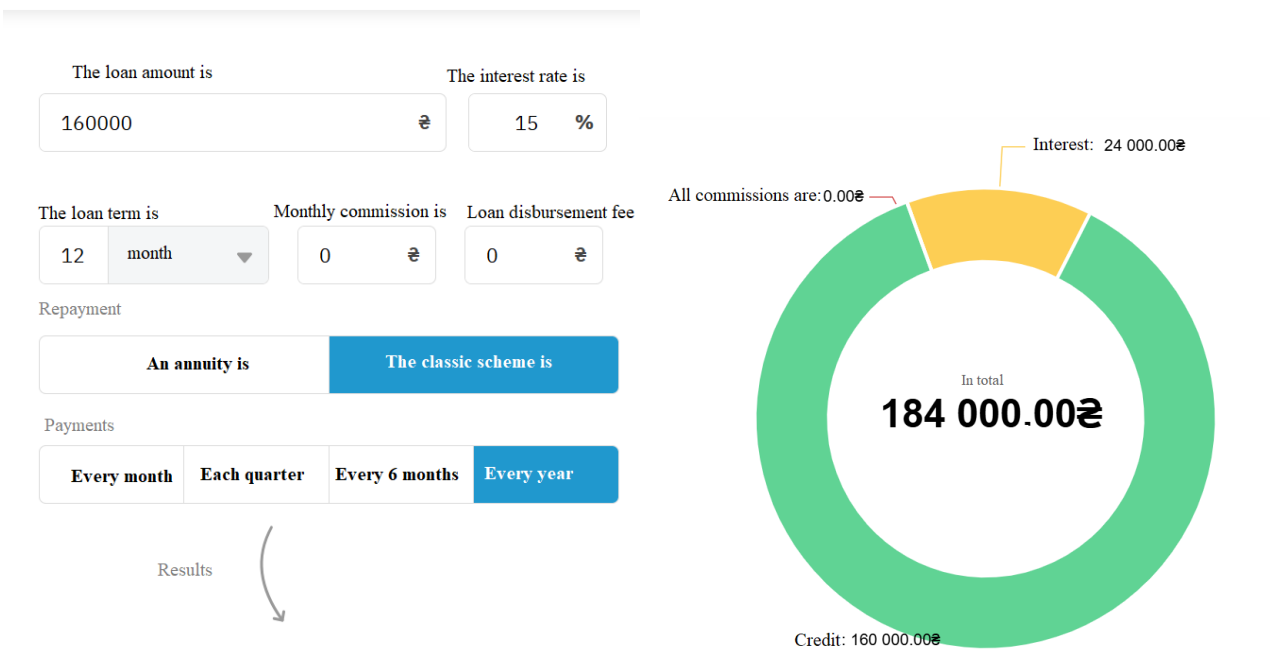 The loan amount is
The interest rate is
160000 ₴
15 %
The loan term is
Monthly commission is
Loan disbursement fee
12 month
0 ₴
0 ₴
Repayment
An annuity is
The classic scheme is
Payments
Every month
Each quarter
Every 6 months
Every year
Results
Interest: 24 000.00₴
All commissions are: 0.00₴
In total
184 000.00₴
Credit: 160 000.00₴